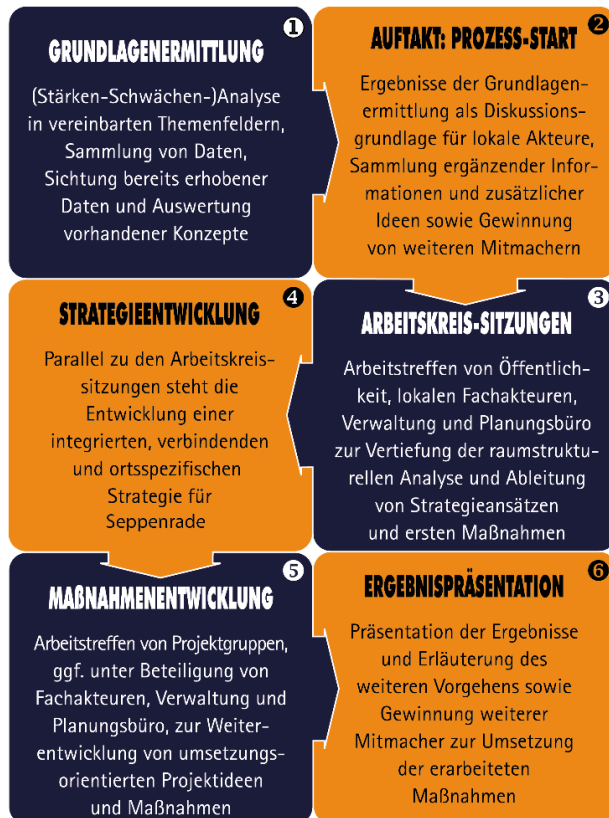 ❶
GRUNDLAGENERMITTLUNG
(Stärken-Schwächen-)Analyse
in vereinbarten Themenfeldern,
Sammlung von Daten,
Sichtung bereits erhobener
Daten und Auswertung
vorhandener Konzepte
❷
AUFTAKT: PROZESS-START
Ergebnisse der Grundlagen-
ermittlung als Diskussions-
grundlage für lokale Akteure,
Sammlung ergänzender Infor-
mationen und zusätzlicher
Ideen sowie Gewinnung
von weiteren Mitmachern
❸
ARBEITSKREIS-SITZUNGEN
Arbeitstreffen von Öffentlich-
keit, lokalen Fachakteuren,
Verwaltung und Planungsbüro
zur Vertiefung der raumstruktu-
rellen Analyse und Ableitung
von Strategieansätzen
und ersten Maßnahmen
❹
STRATEGIEENTWICKLUNG
Parallel zu den Arbeitskreis-
sitzungen steht die
Entwicklung einer
integrierten, verbindenden
und ortsspezifischen
Strategie für
Seppenrade
❺
MAßNAHMENENTWICKLUNG
Arbeitstreffen von Projektgruppen,
ggf. unter Beteiligung von
Fachakteuren, Verwaltung und
Planungsbüro, zur Weiter-
entwicklung von umsetzungs-
orientierten Projektideen
und Maßnahmen
❻
ERGEBNISPRÄSENTATION
Präsentation der Ergebnisse
und Erläuterung des
weiteren Vorgehens sowie
Gewinnung weiterer
Mitmacher zur Umsetzung
der erarbeiteten
Maßnahmen